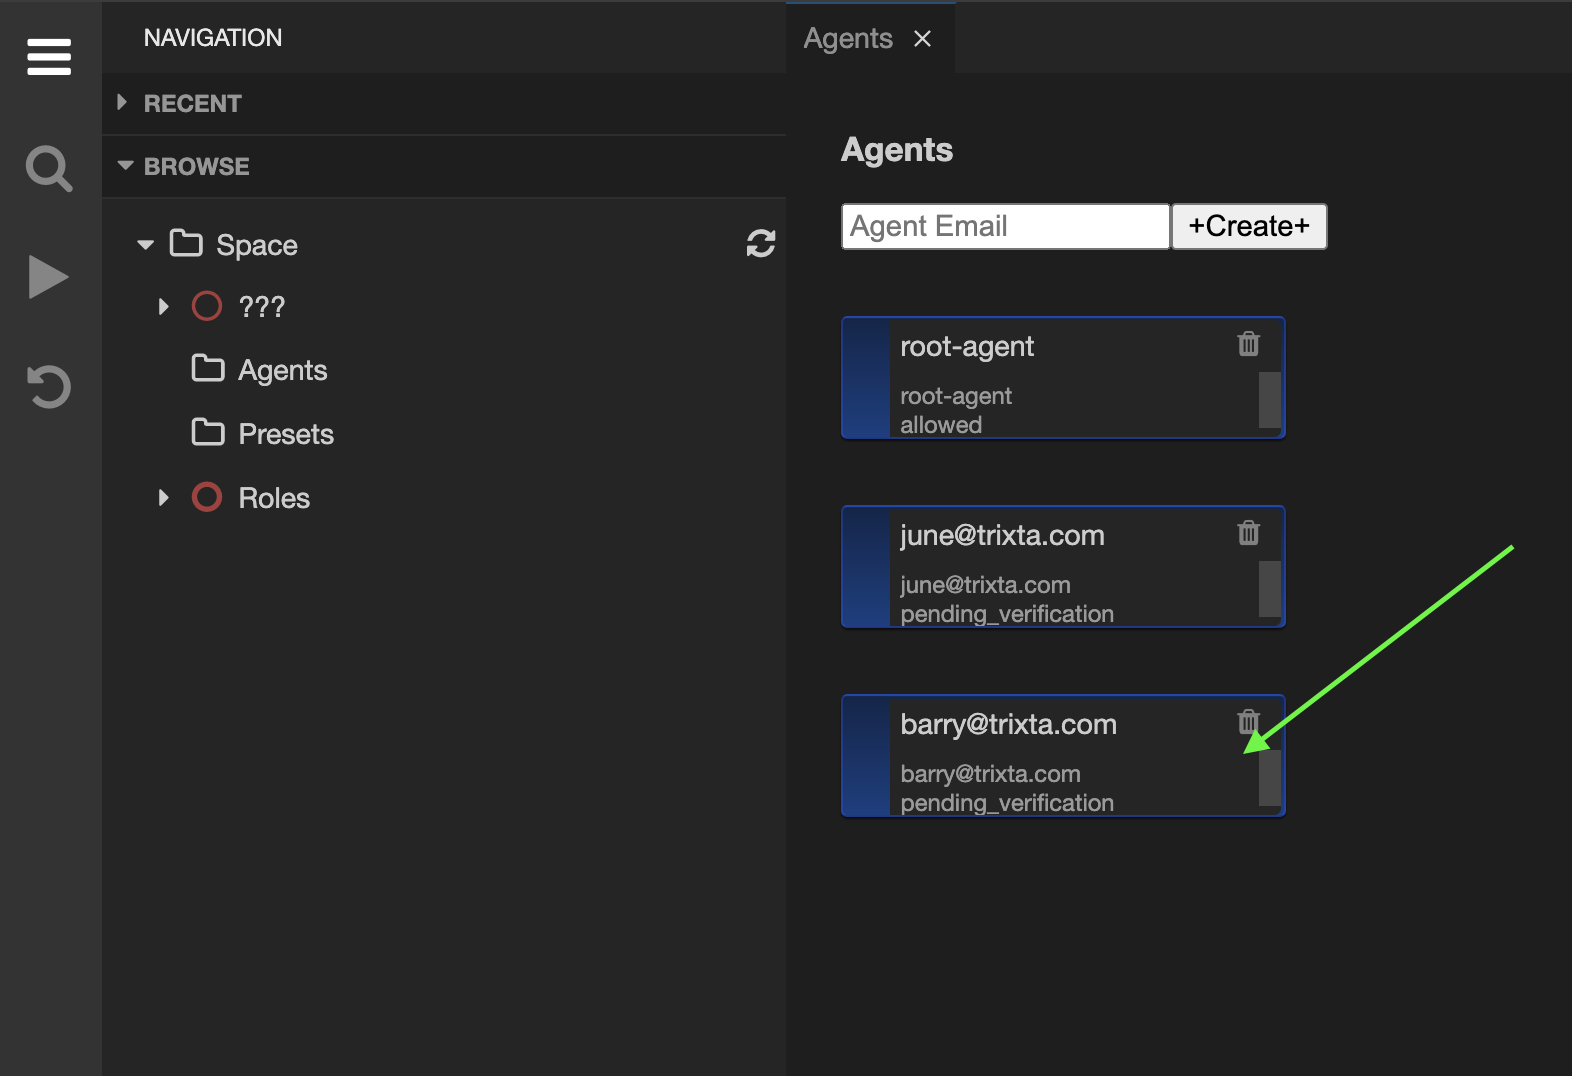 NAVIGATION
RECENT
BROWSE
Space
???
Agents
Presets
Roles
Agents
Agents
Agent Email
+Create+
root-agent
root-agent
allowed
june@trixta.com
june@trixta.com
pending_verification
barry@trixta.com
barry@trixta.com
pending_verification